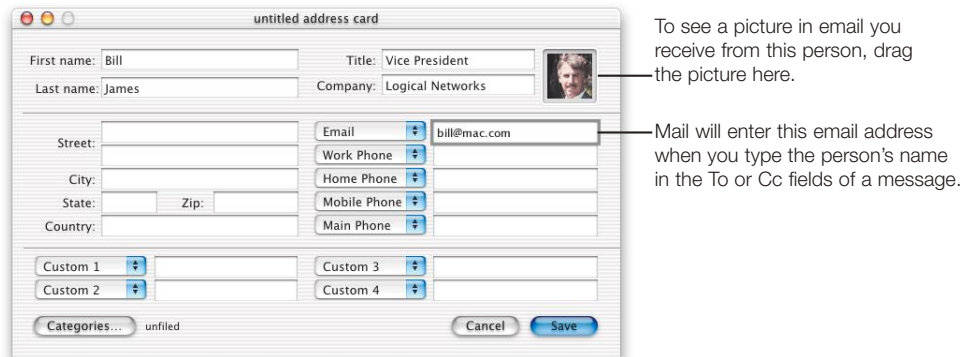 untitled address card
First name: Bill
Title: Vice President
Last name: James
Company: Logical Networks
To see a picture in email you
receive from this person, drag
the picture here.
Street:
Email bill@mac.com
Work Phone
City:
Home Phone
State: Zip:
Mobile Phone
Country:
Main Phone
Mail will enter this email address
when you type the person's name
in the To or Cc fields of a message.
Custom 1
Custom 3
Custom 2
Custom 4
Categories... unfiled
Cancel Save